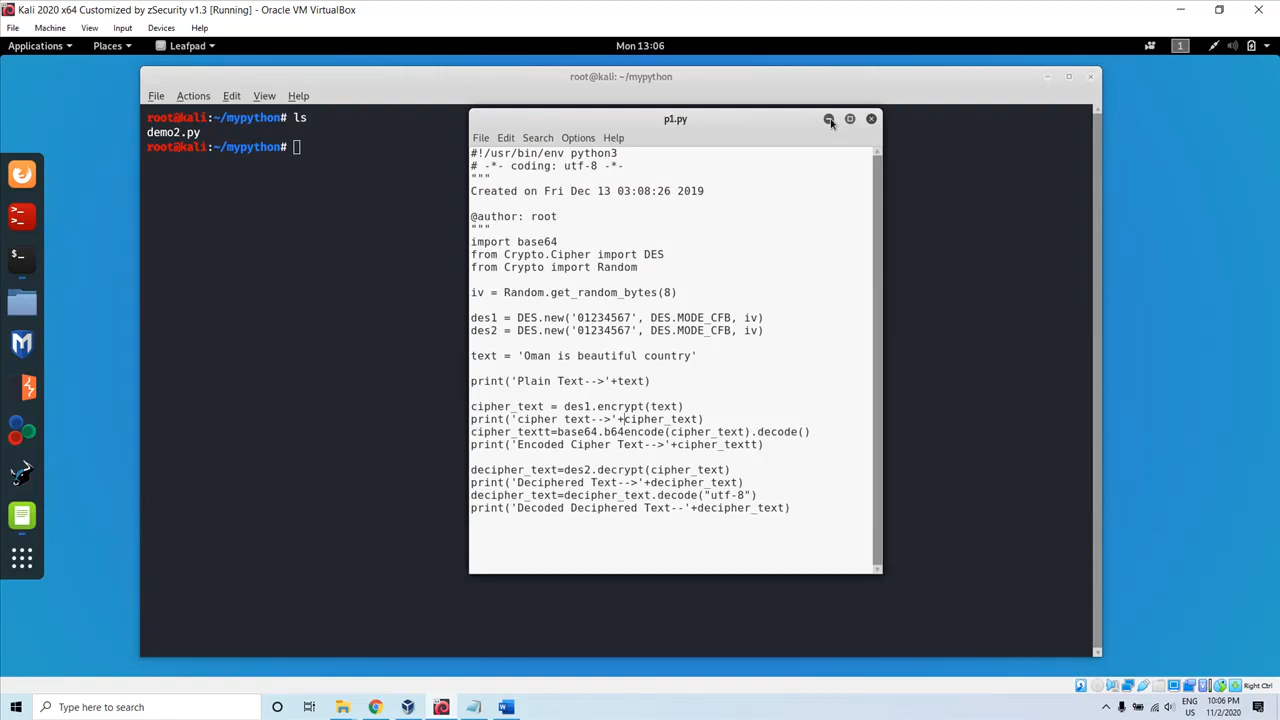 Kali 2020 x64 Customized by zSecurity v1.3 [Running] - Oracle VM VirtualBox
File Machine View Input Devices Help
Applications Places Leafpad Mon 13:06 1
root@kali: ~/mypython
File Actions Edit View Help
root@kali:~/mypython# ls
demo2.py
root@kali:~/mypython#
p1.py
File Edit Search Options Help
#!/usr/bin/env python3
# -*- coding: utf-8 -*-
"""
Created on Fri Dec 13 03:08:26 2019
@author: root
"""
import base64
from Crypto.Cipher import DES
from Crypto import Random
iv = Random.get_random_bytes(8)
des1 = DES.new('01234567', DES.MODE_CFB, iv)
des2 = DES.new('01234567', DES.MODE_CFB, iv)
text = 'Oman is beautiful country'
print('Plain Text-->'+text)
cipher_text = des1.encrypt(text)
print('cipher text-->'+cipher_text)
cipher_textt=base64.b64encode(cipher_text).decode()
print('Encoded Cipher Text-->'+cipher_textt)
decipher_text=des2.decrypt(cipher_text)
print('Deciphered Text-->'+decipher_text)
decipher_text=decipher_text.decode("utf-8")
print('Decoded Deciphered Text--'+decipher_text)
Right Ctrl
Type here to search
ENG
US
10:06 PM
11/2/2020